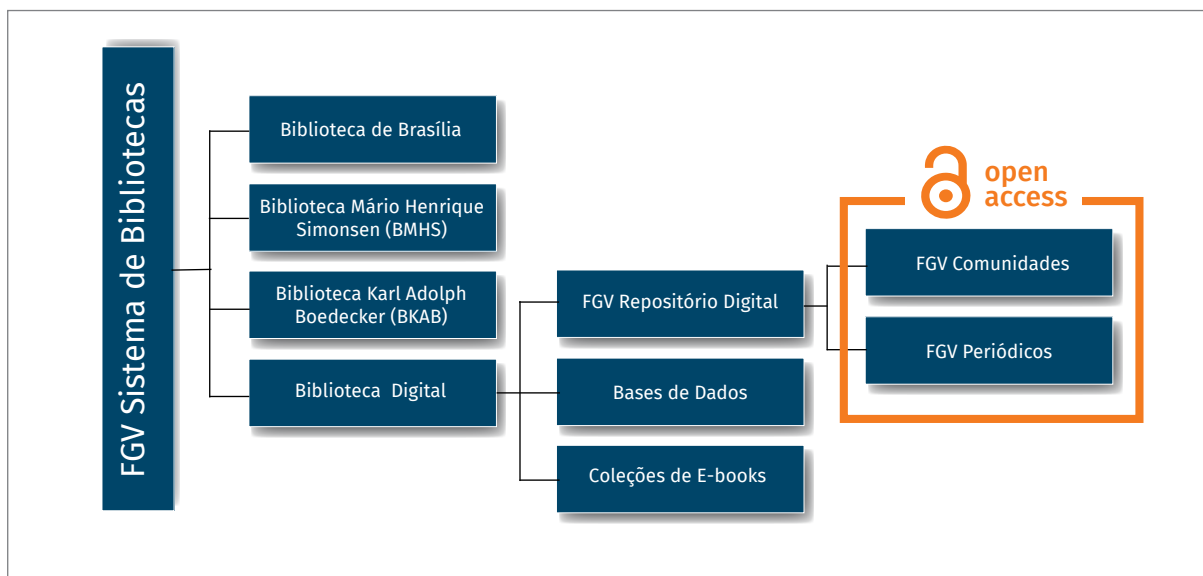 FGV Sistema de Bibliotecas
Biblioteca de Brasília
Biblioteca Mário Henrique
Simonsen (BMHS)
Biblioteca Karl Adolph
Boedecker (BKAB)
Biblioteca Digital
FGV Repositório Digital
Bases de Dados
Coleções de E-books
open
access
FGV Comunidades
FGV Periódicos